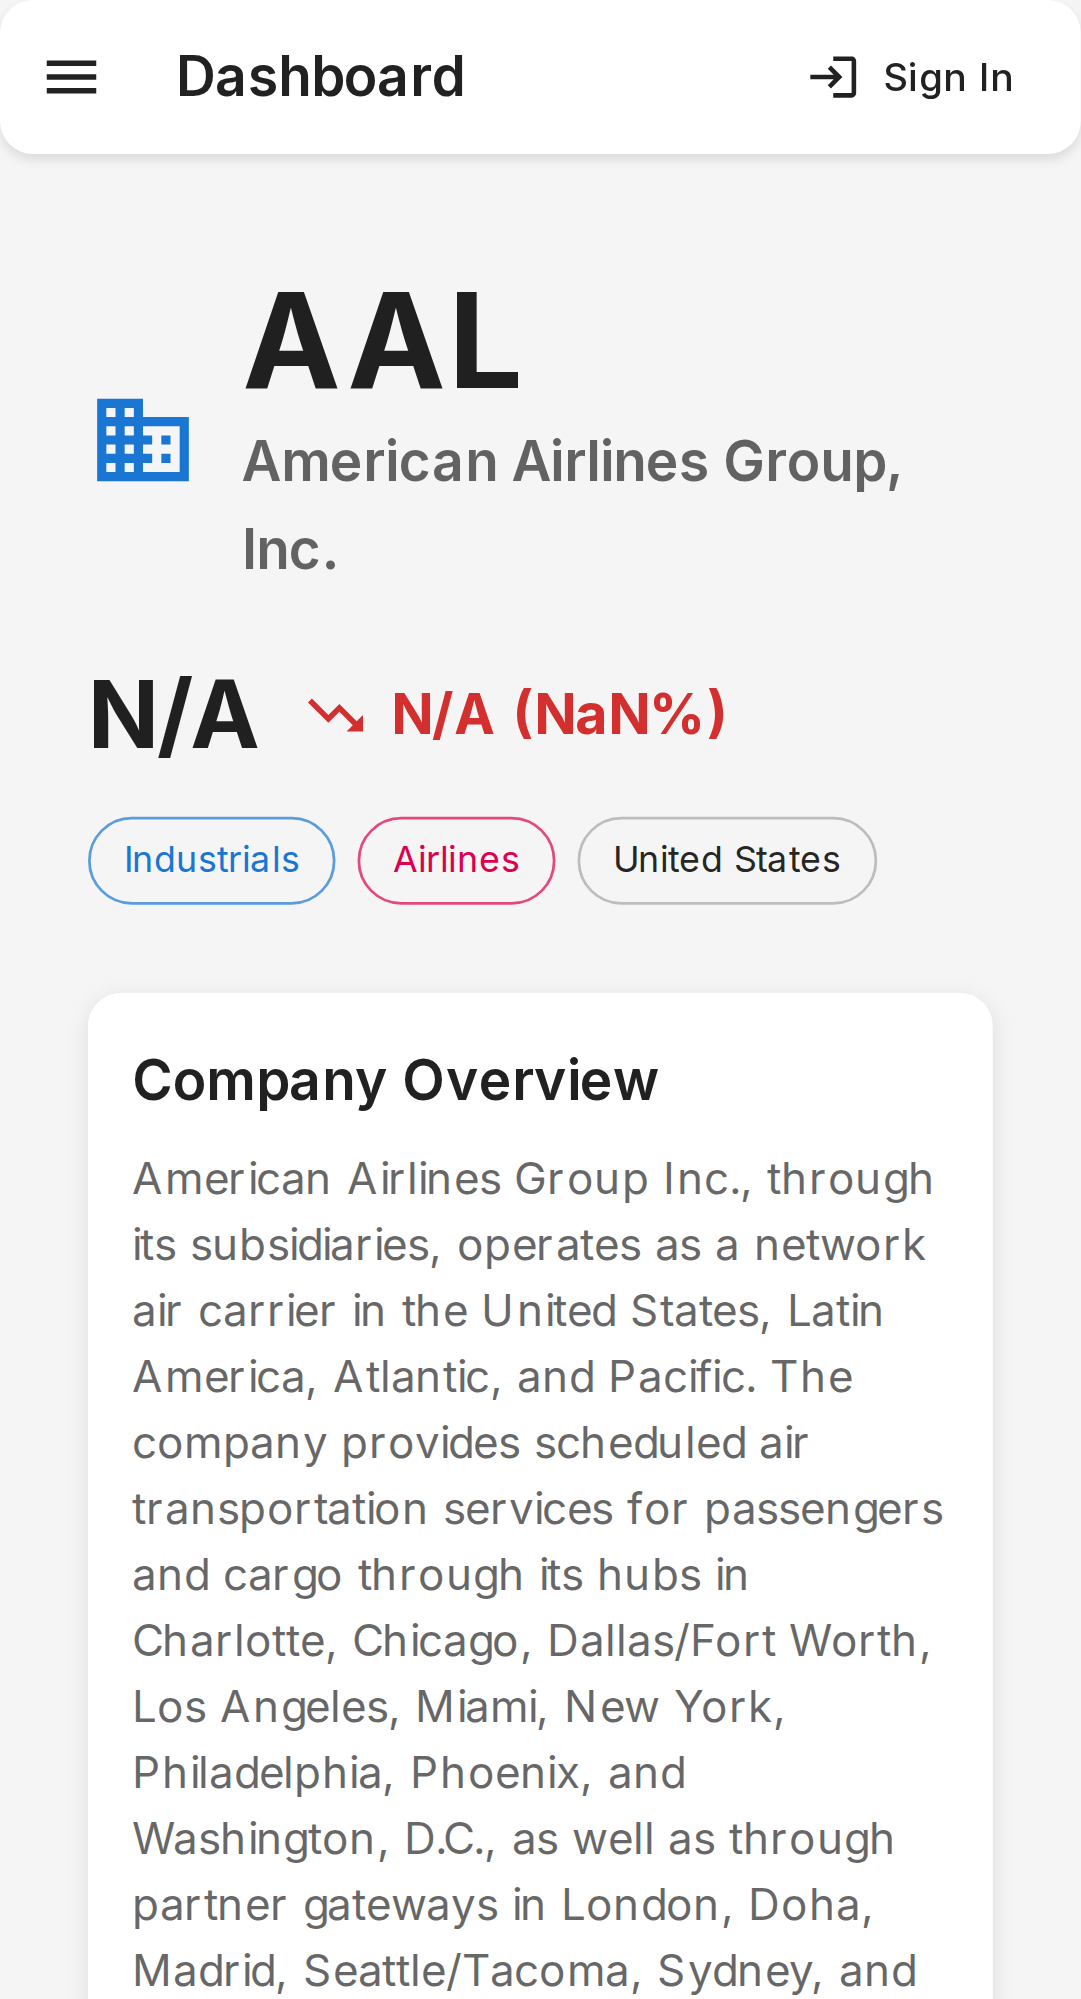 Dashboard
Sign In
AAL
American Airlines Group,
Inc.
N/A
N/A (NaN%)
Industrials
Airlines
United States
Company Overview
American Airlines Group Inc., through
its subsidiaries, operates as a network
air carrier in the United States, Latin
America, Atlantic, and Pacific. The
company provides scheduled air
transportation services for passengers
and cargo through its hubs in
Charlotte, Chicago, Dallas/Fort Worth,
Los Angeles, Miami, New York,
Philadelphia, Phoenix, and
Washington, D.C., as well as through
partner gateways in London, Doha,
Madrid, Seattle/Tacoma, Sydney, and